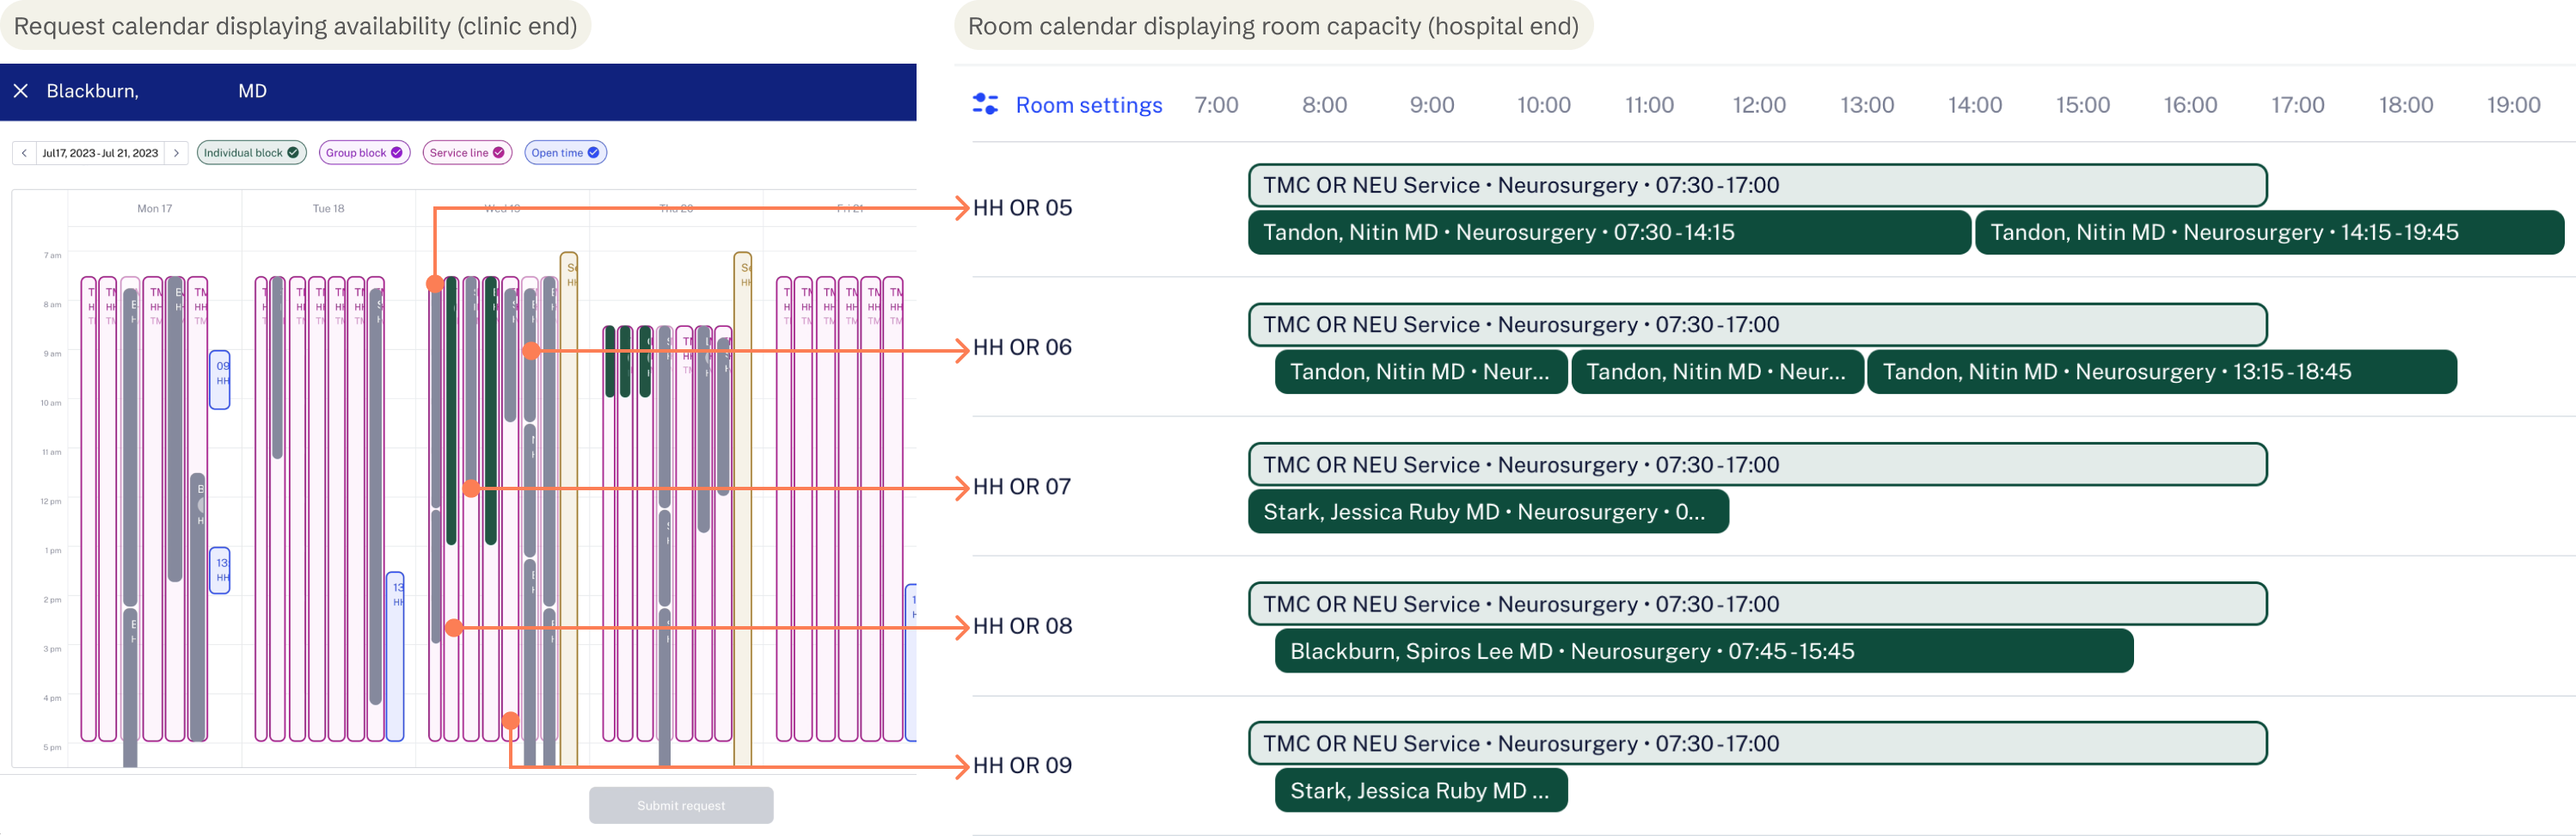 Request calendar displaying availability (clinic end)
Blackburn, MD
Jul17, 2023 - Jul 21, 2023
Individual block
Group block
Service line
Open time
Mon 17
Tue 18
Wed 19
Thu 20
Fri 21
7 am
8 am
9 am
10 am
11 am
12 pm
1 pm
2 pm
3 pm
4 pm
5 pm
09
HH
13
HH
13
Submit request
Room calendar displaying room capacity (hospital end)
Room settings 7:00 8:00 9:00 10:00 11:00 12:00 13:00 14:00 15:00 16:00 17:00 18:00 19:00
HH OR 05
TMC OR NEU Service • Neurosurgery • 07:30 - 17:00
Tandon, Nitin MD • Neurosurgery • 07:30 - 14:15
Tandon, Nitin MD • Neurosurgery • 14:15 - 19:45
HH OR 06
TMC OR NEU Service • Neurosurgery • 07:30 - 17:00
Tandon, Nitin MD • Neur...
Tandon, Nitin MD • Neur...
Tandon, Nitin MD • Neurosurgery • 13:15 - 18:45
HH OR 07
TMC OR NEU Service • Neurosurgery • 07:30 - 17:00
Stark, Jessica Ruby MD • Neurosurgery • 0...
HH OR 08
TMC OR NEU Service • Neurosurgery • 07:30 - 17:00
Blackburn, Spiros Lee MD • Neurosurgery • 07:45 - 15:45
HH OR 09
TMC OR NEU Service • Neurosurgery • 07:30 - 17:00
Stark, Jessica Ruby MD ...